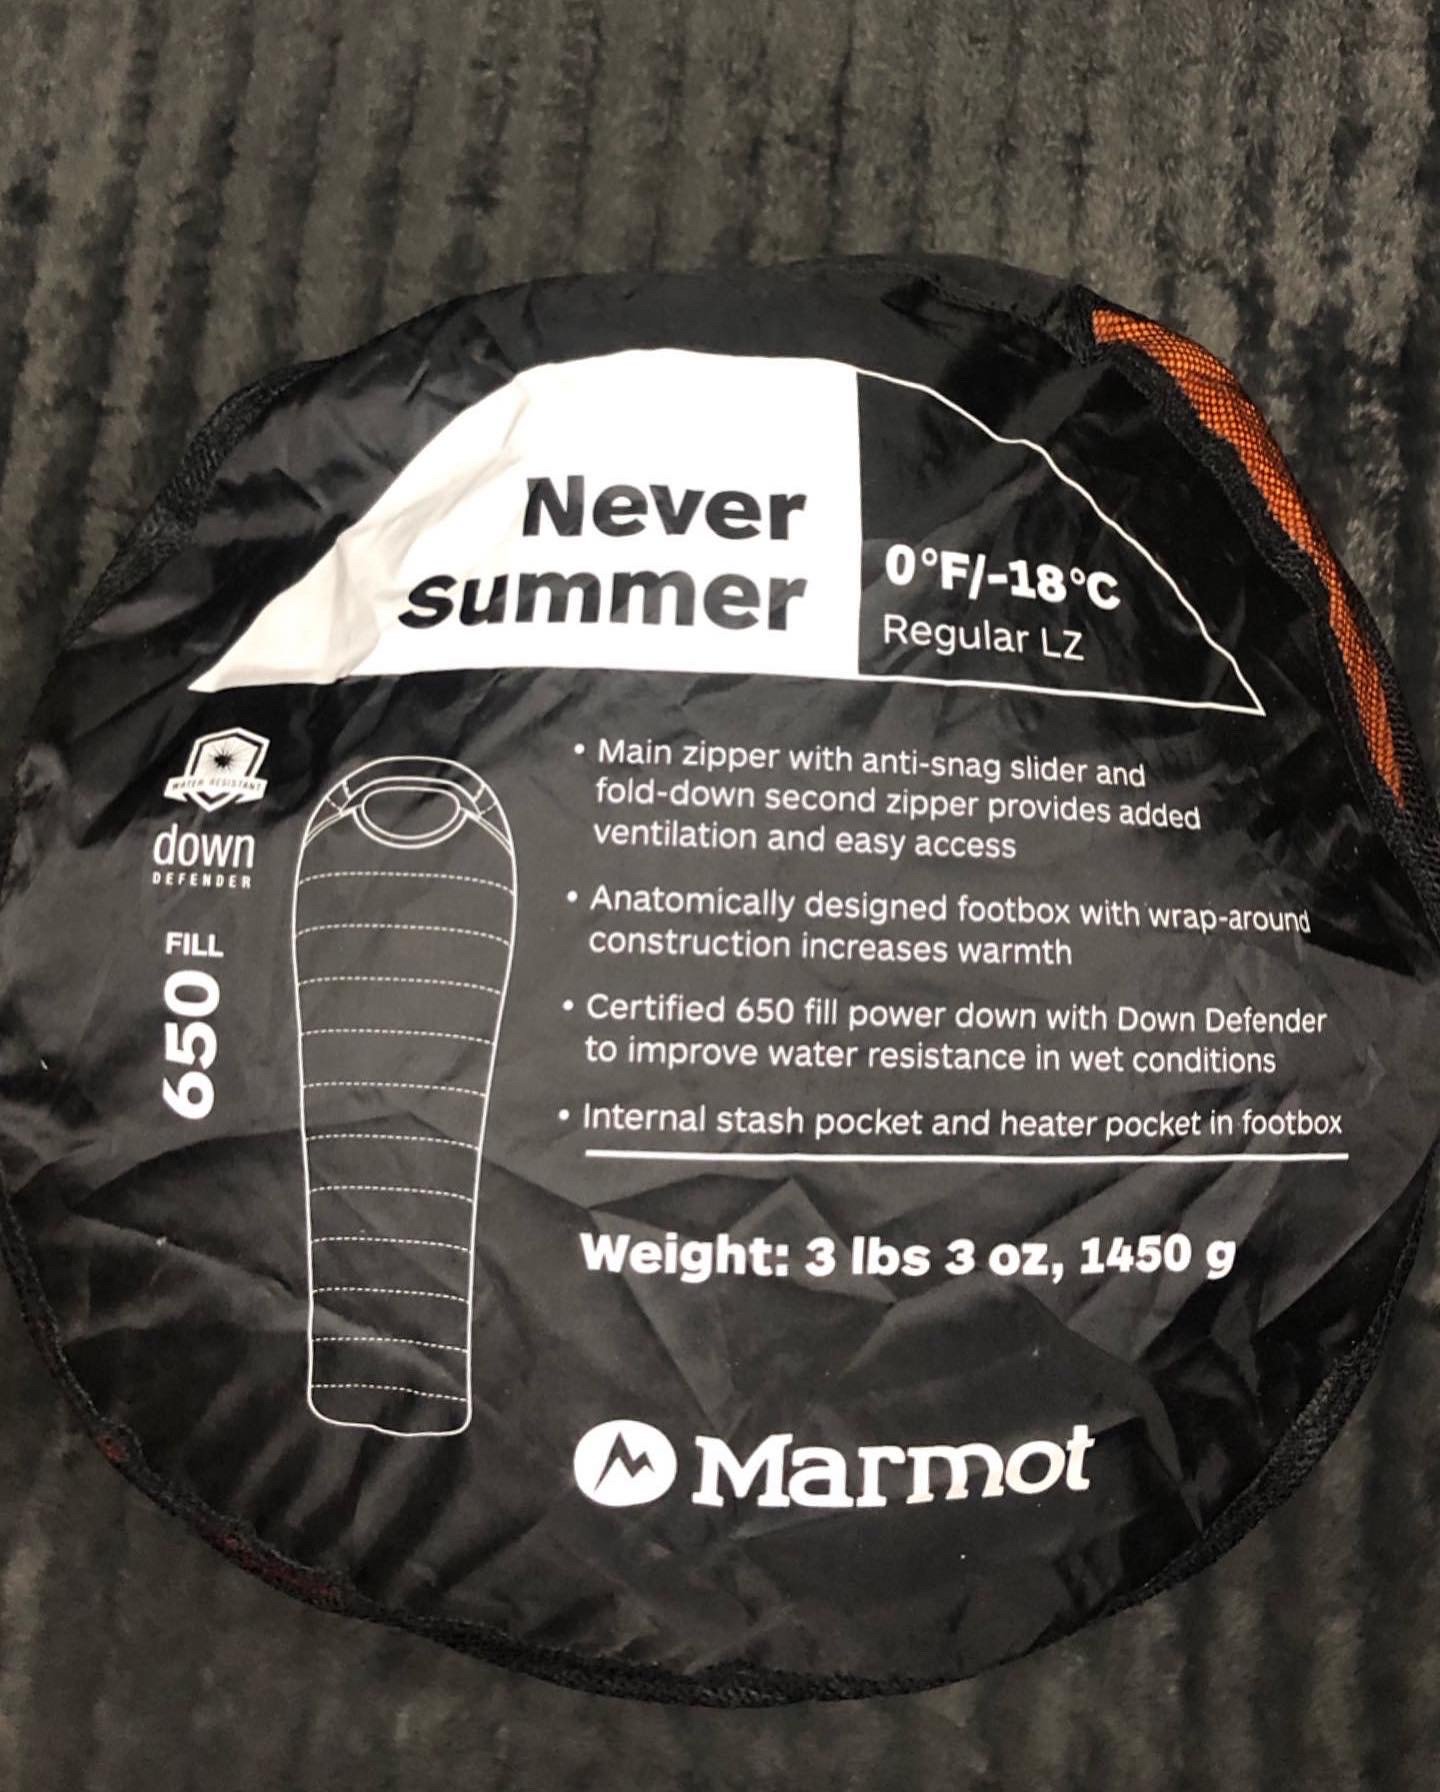 Never
summer
0°F/-18°C
Regular LZ
WATER RESISTANT
down
DEFENDER
FILL
650
• Main zipper with anti-snag slider and
fold-down second zipper provides added
ventilation and easy access
• Anatomically designed footbox with wrap-around
construction increases warmth
• Certified 650 fill power down with Down Defender
to improve water resistance in wet conditions
• Internal stash pocket and heater pocket in footbox
Weight: 3 lbs 3 oz, 1450 g
Marmot